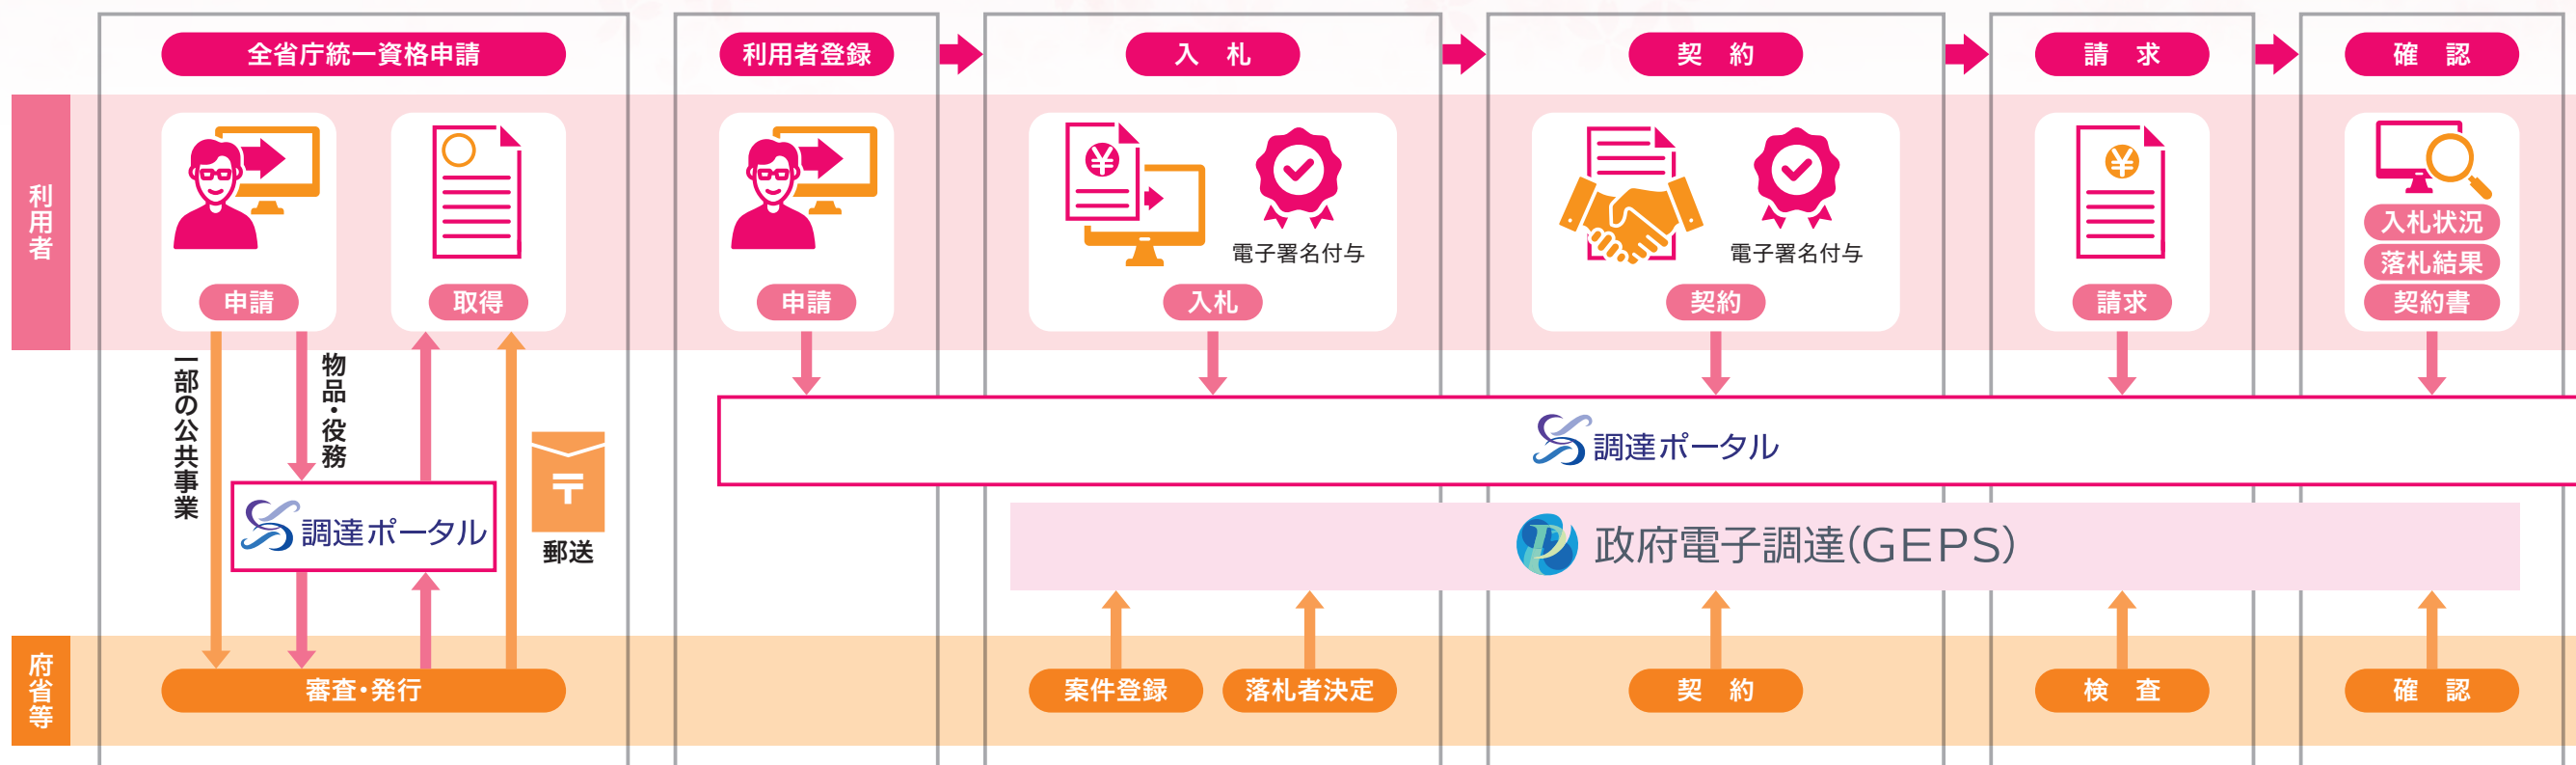 全省庁統一資格申請
利用者登録
入　札
契　約
請　求
確　認
利用者
申請
取得
申請
電子署名付与
入札
電子署名付与
契約
¥
請求
入札状況
落札結果
契約書
一部の公共事業
物品・役務
調達ポータル
〒
郵送
調達ポータル
政府電子調達(GEPS)
府省等
審査・発行
案件登録
落札者決定
契　約
検　査
確　認